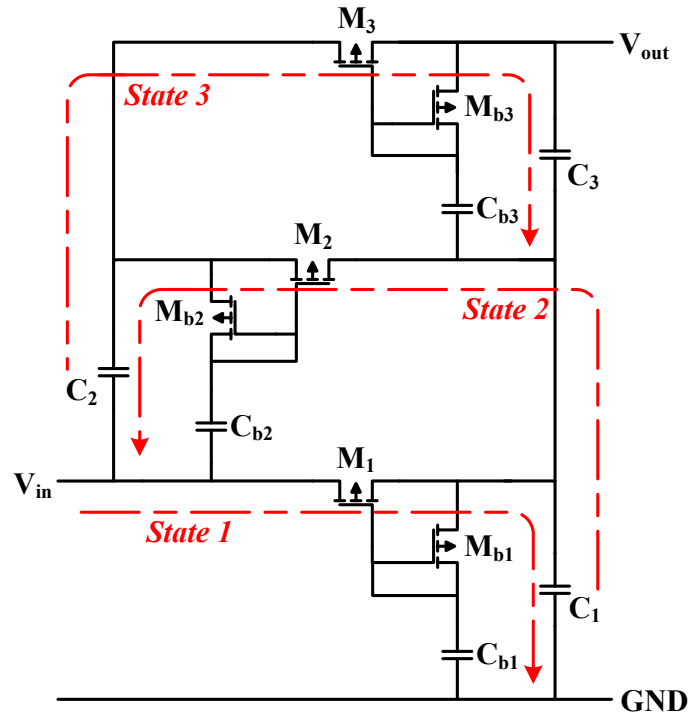 M3
Vout
State 3
Mb3
C3
Cb3
M2
Mb2
State 2
C2
Cb2
M1
Vin
State 1
Mb1
C1
Cb1
GND